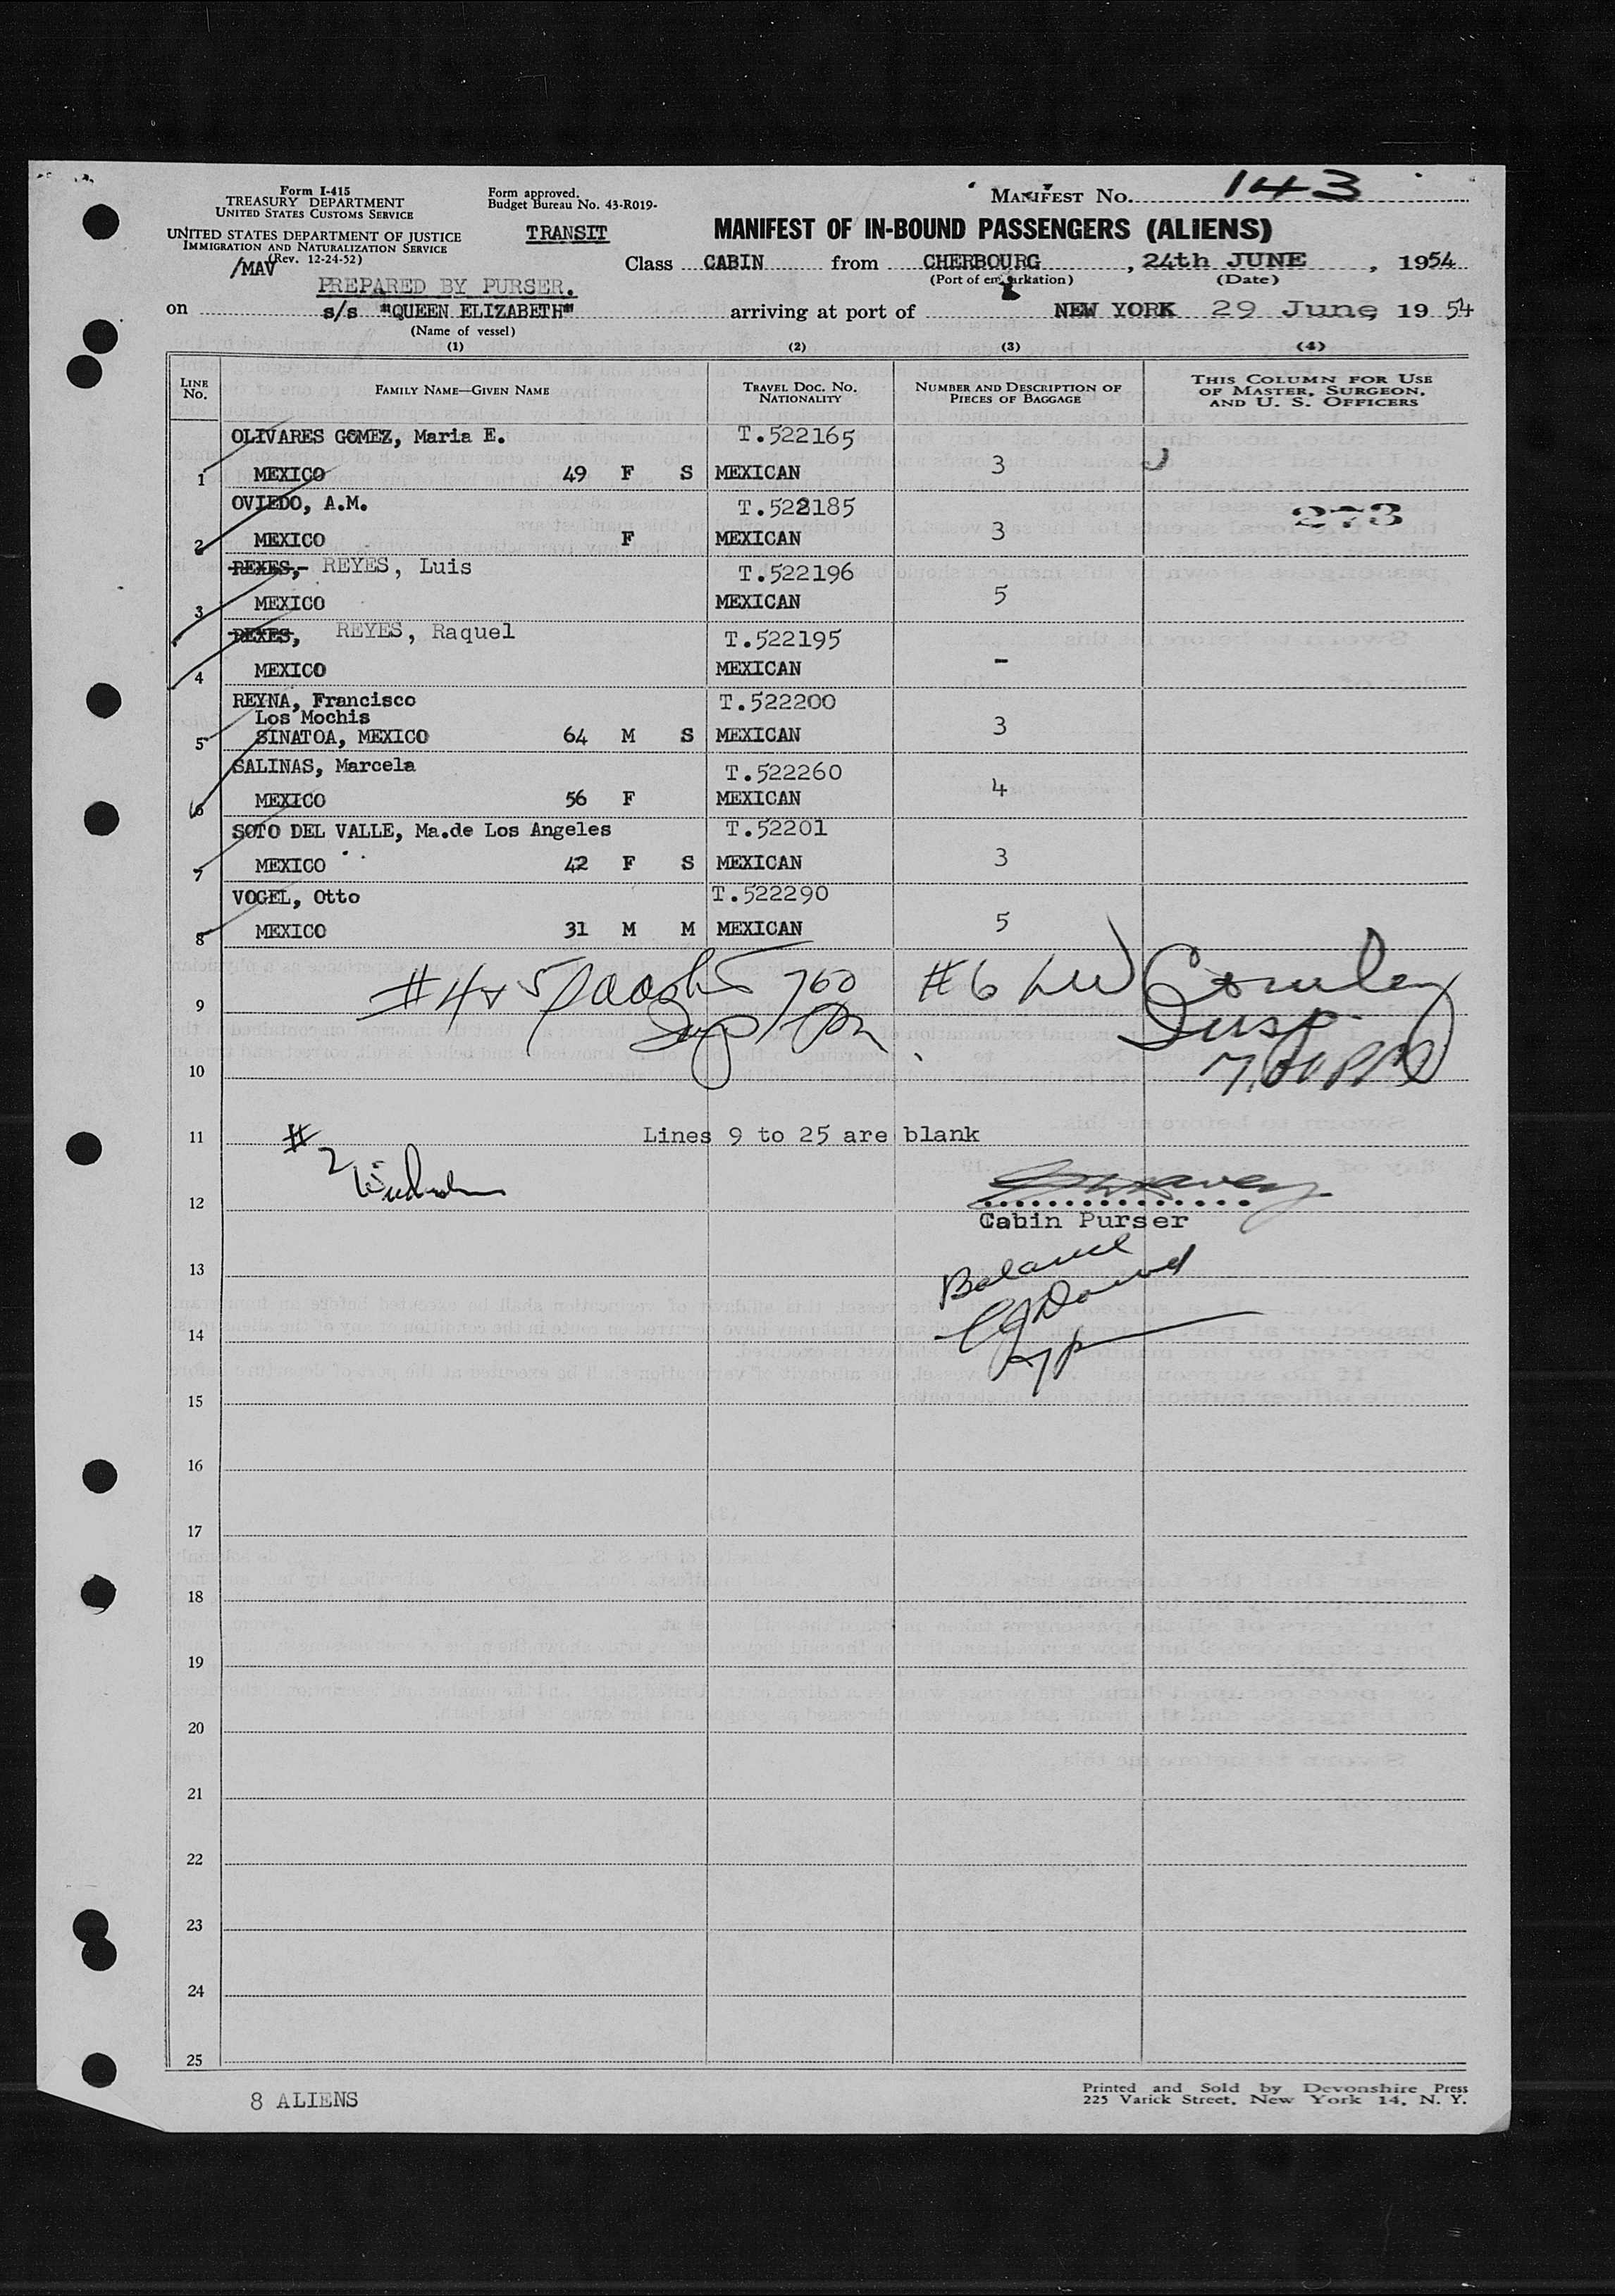 Form I-415
TREASURY DEPARTMENT
UNITED STATES CUSTOMS SERVICE
UNITED STATES DEPARTMENT OF JUSTICE
IMMIGRATION AND NATURALIZATION SERVICE
(Rev. 12-24-52)
/MAV
Form approved.
Budget Bureau No. 43-R019-
TRANSIT
MANIFEST No. 143
MANIFEST OF IN-BOUND PASSENGERS (ALIENS)
Class CABIN from CHERBOURG, 24th JUNE, 1954
(Port of embarkation) (Date)
PREPARED BY PURSER.
on s/s "QUEEN ELIZABETH" arriving at port of NEW YORK 29 June, 1954
(Name of vessel)
(1) (2) (3) (4)
LINE No. FAMILY NAME—GIVEN NAME TRAVEL DOC. NO. NATIONALITY NUMBER AND DESCRIPTION OF PIECES OF BAGGAGE THIS COLUMN FOR USE OF MASTER, SURGEON, AND U. S. OFFICERS
OLIVARES GOMEZ, Maria E. T.522165
1 MEXICO 49 F S MEXICAN 3
OVIEDO, A.M. T.522185 273
2 MEXICO F MEXICAN 3
REXES, REYES, Luis T.522196
3 MEXICO MEXICAN 5
REXES, REYES, Raquel T.522195
4 MEXICO MEXICAN -
REYNA, Francisco T.522200
Los Mochis
5 SINATOA, MEXICO 64 M S MEXICAN 3
SALINAS, Marcela T.522260
6 MEXICO 56 F MEXICAN 4
SOTO DEL VALLE, Ma.de Los Angeles T.52201
7 MEXICO 42 F S MEXICAN 3
VOGEL, Otto T.522290
8 MEXICO 31 M M MEXICAN 5
9 #4 & 5 760 #6
Insp
10
11 # Lines 9 to 25 are blank
2
12
Cabin Purser
13 Balance
14
15
16
17
18
19
20
21
22
23
24
25
8 ALIENS
Printed and Sold by Devonshire Press
225 Varick Street, New York 14, N. Y.